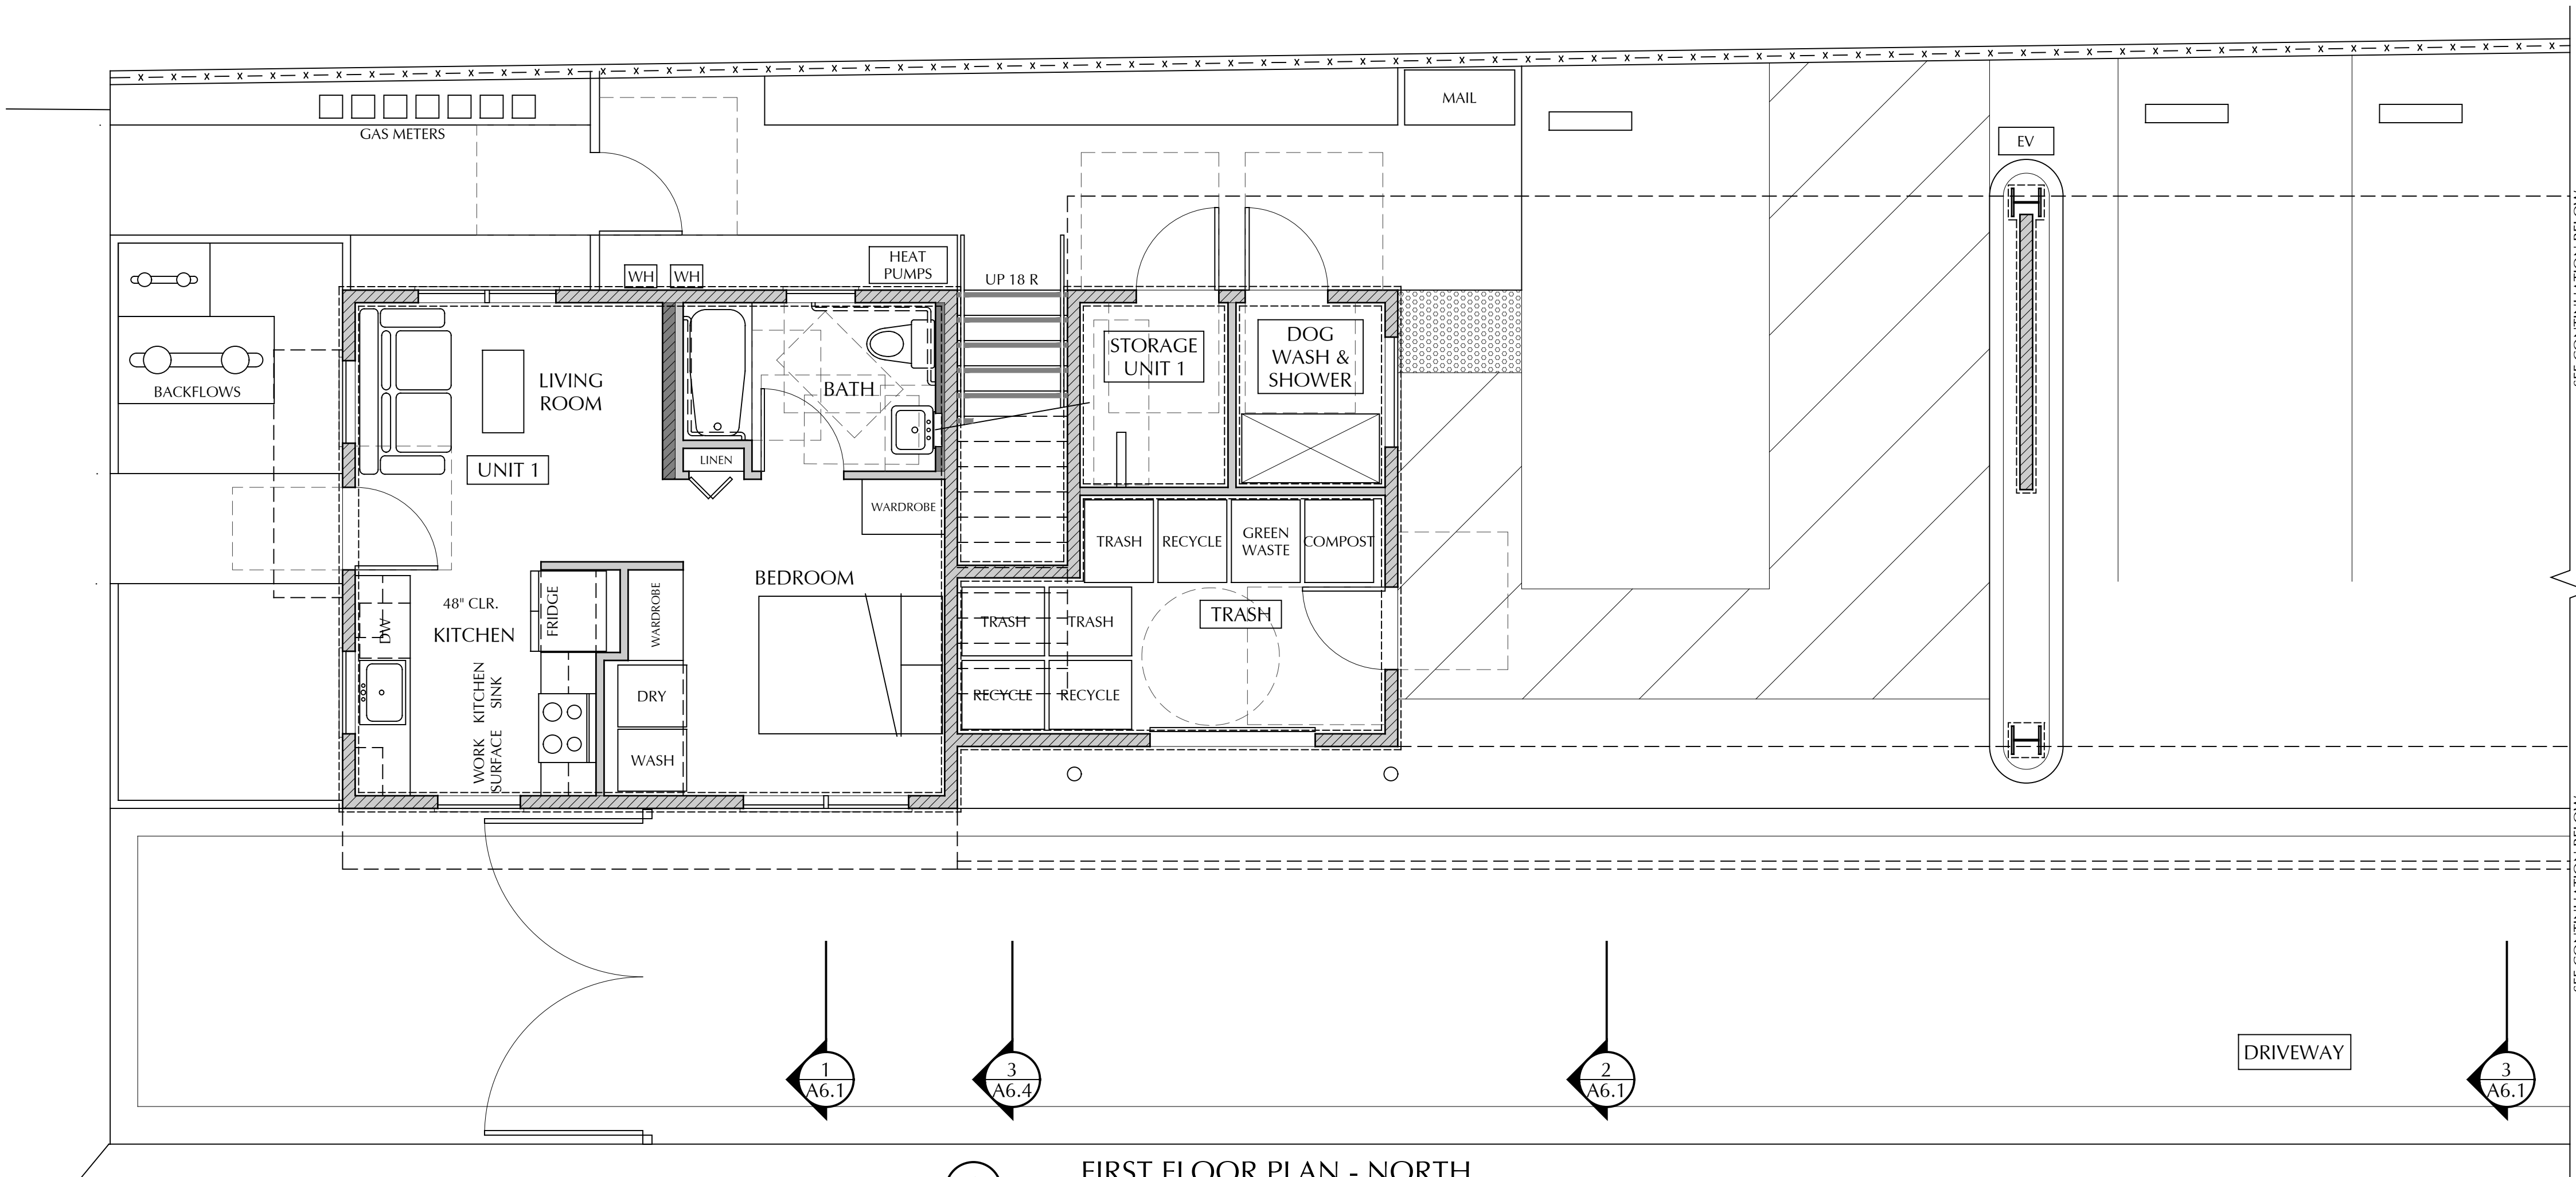 MAIL
GAS METERS
EV
HEAT
PUMPS
WH
WH
UP 18 R
STORAGE
UNIT 1
DOG
WASH &
SHOWER
LIVING
ROOM
BATH
BACKFLOWS
LINEN
UNIT 1
WARDROBE
TRASH
RECYCLE
GREEN
WASTE
COMPOST
BEDROOM
48" CLR.
KITCHEN
DW
FRIDGE
WARDROBE
TRASH
TRASH
TRASH
RECYCLE
RECYCLE
KITCHEN
SINK
WORK
SURFACE
DRY
WASH
1
A6.1
3
A6.4
2
A6.1
3
A6.1
DRIVEWAY
FIRST FLOOR PLAN - NORTH